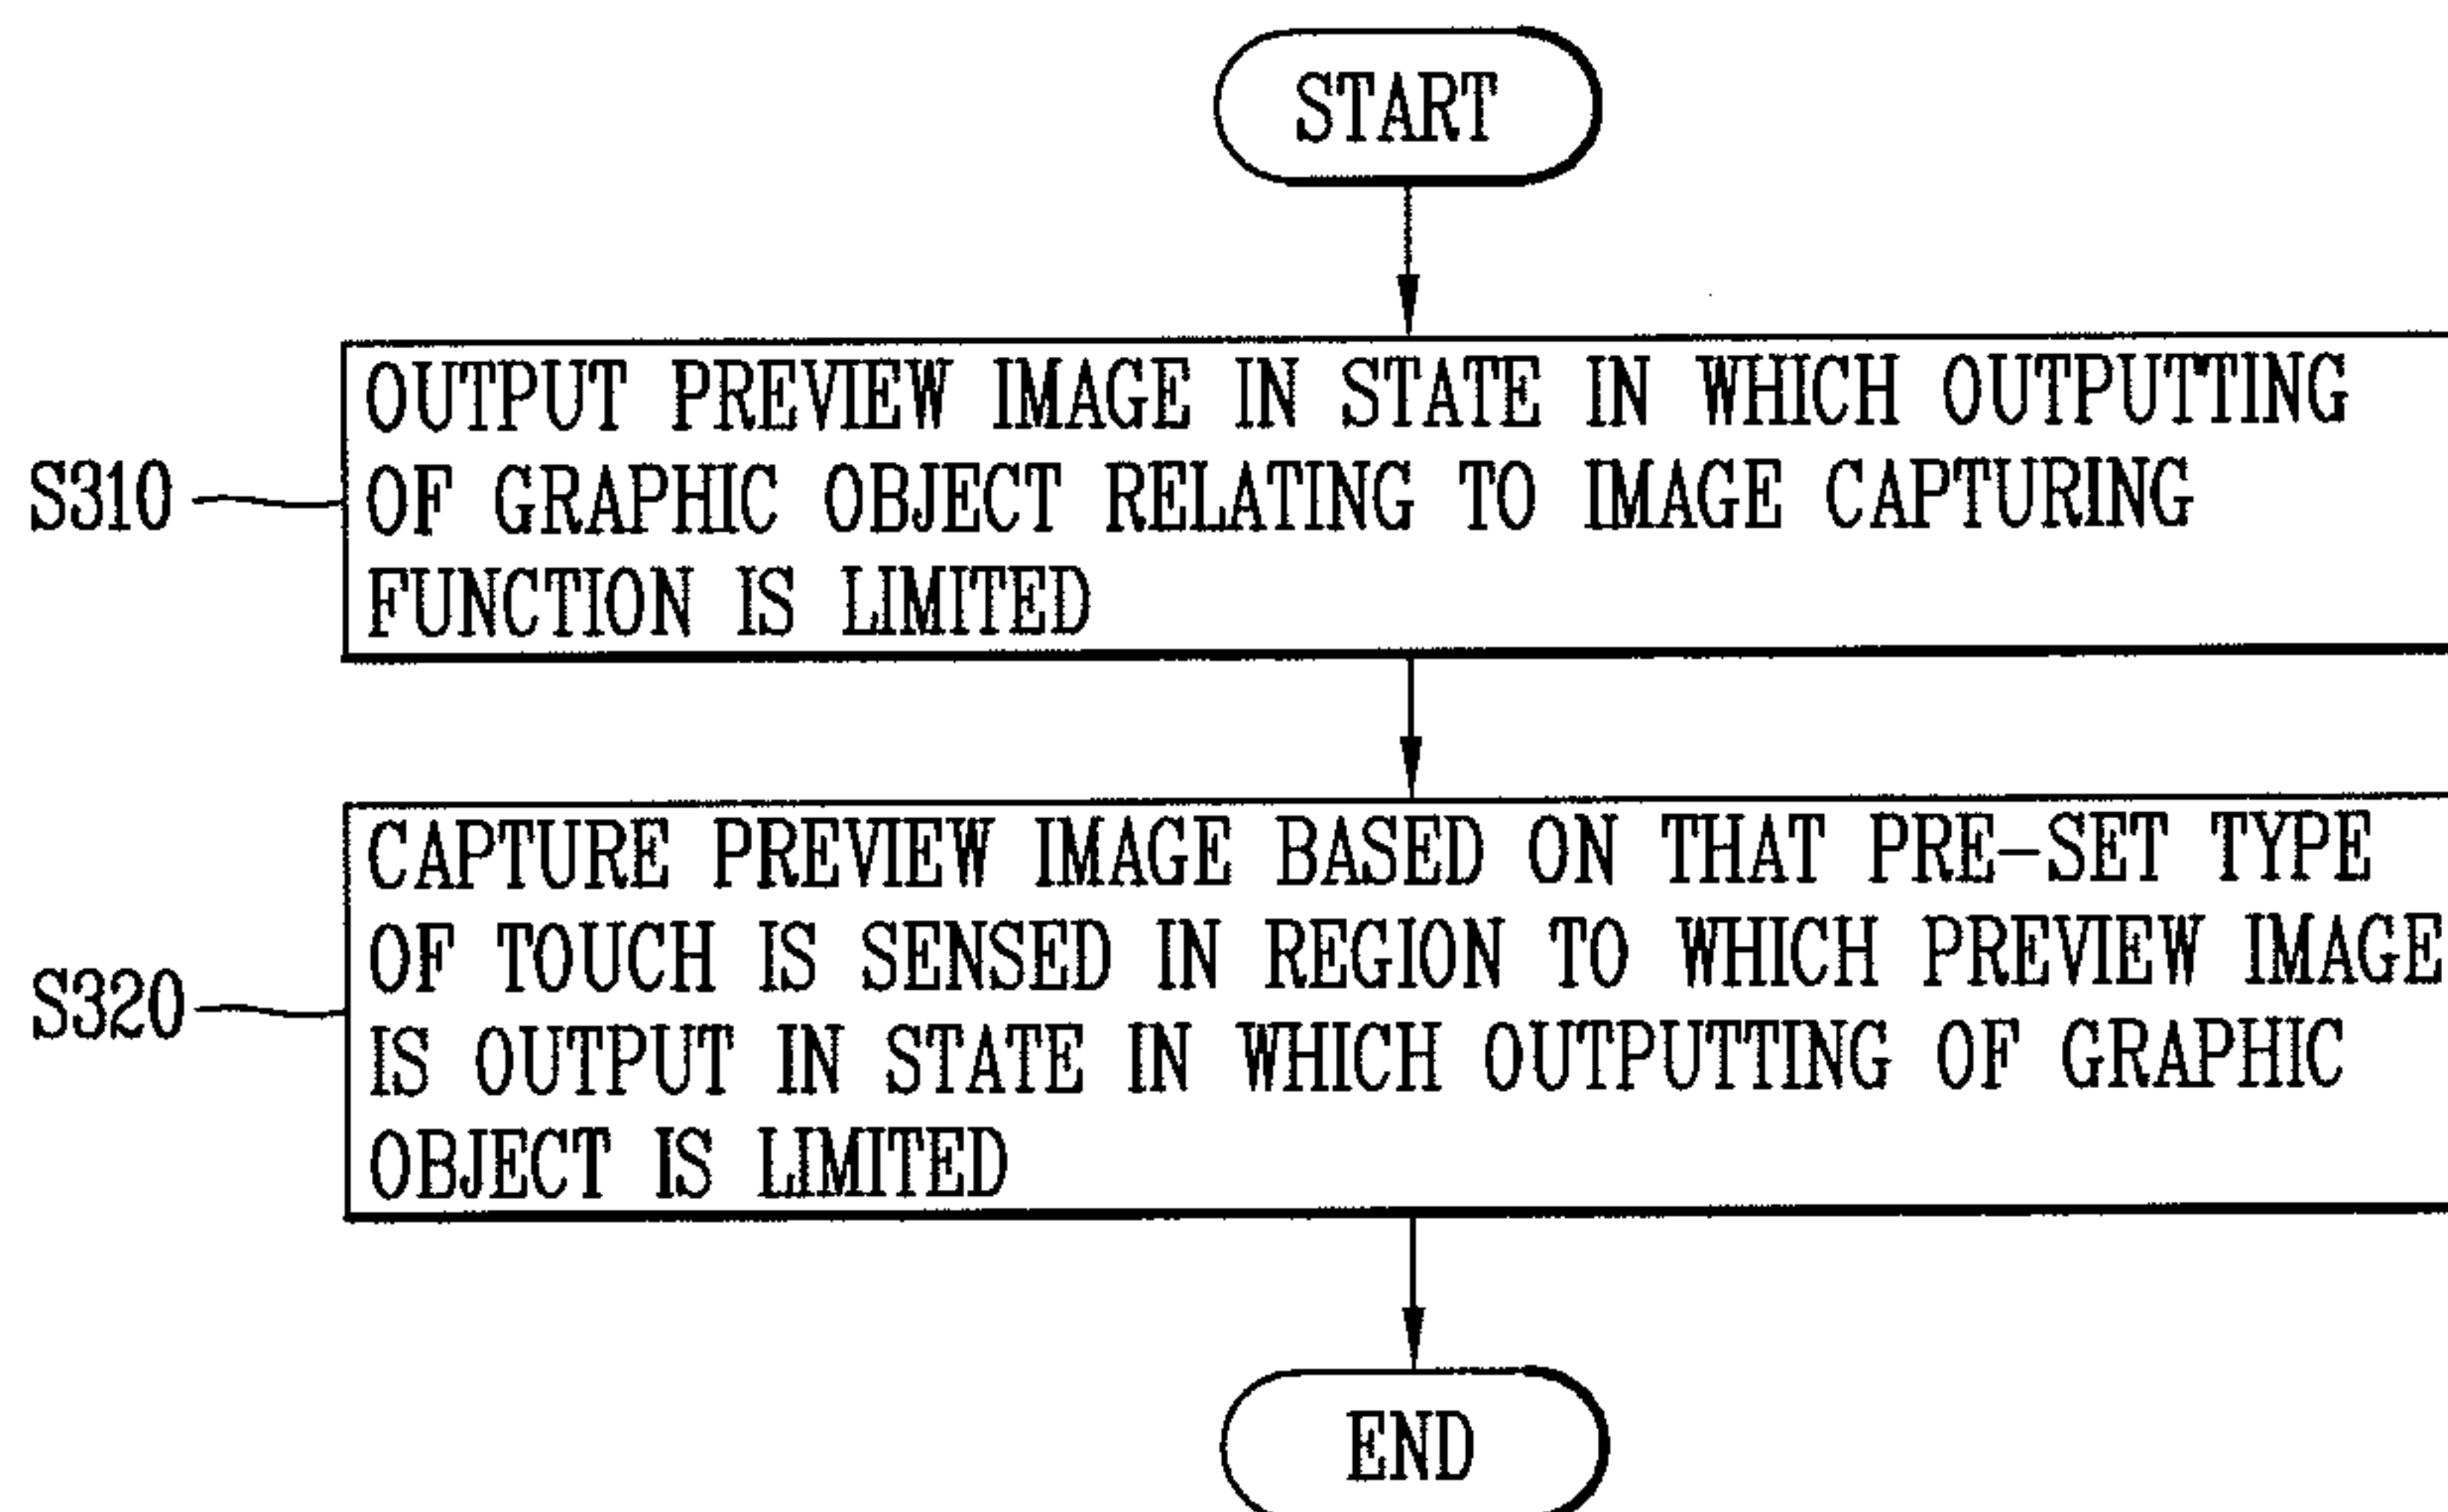 START
OUTPUT PREVIEW IMAGE IN STATE IN WHICH OUTPUTTING
OF GRAPHIC OBJECT RELATING TO IMAGE CAPTURING
FUNCTION IS LIMITED
S310
CAPTURE PREVIEW IMAGE BASED ON THAT PRE-SET TYPE
OF TOUCH IS SENSED IN REGION TO WHICH PREVIEW IMAGE
IS OUTPUT IN STATE IN WHICH OUTPUTTING OF GRAPHIC
OBJECT IS LIMITED
S320
END